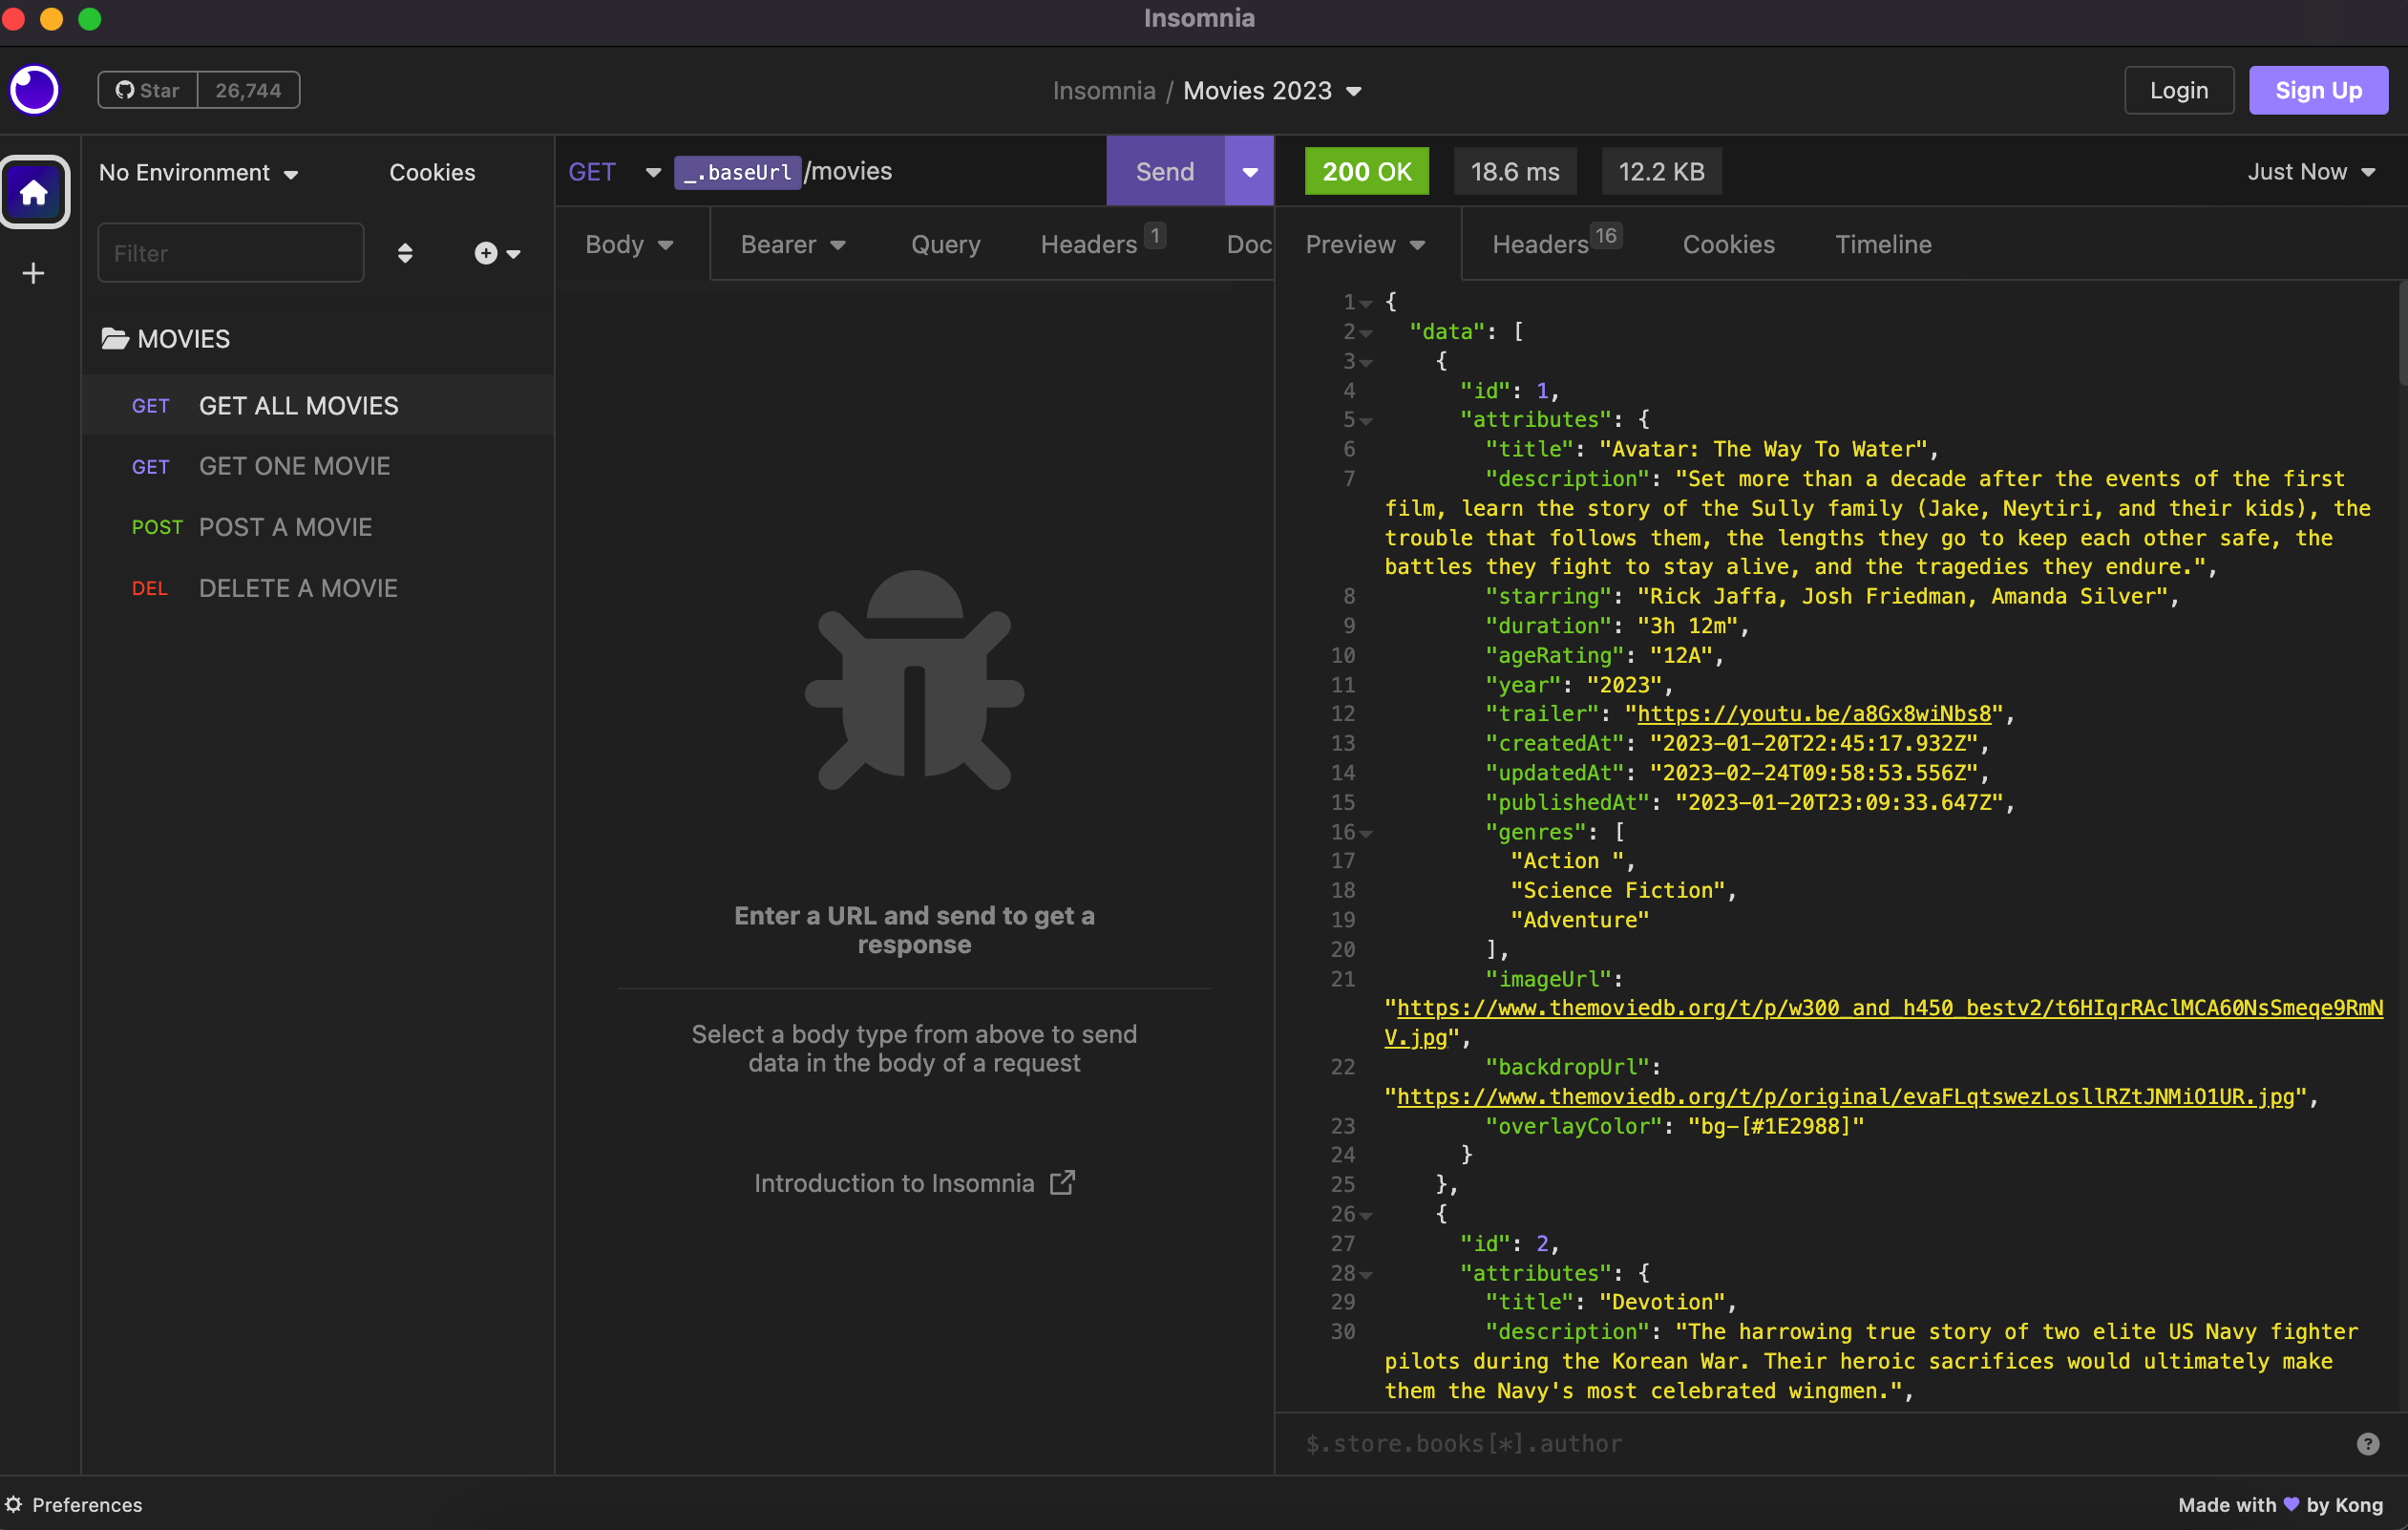 Insomnia
Star 26,744
Insomnia / Movies 2023
Login
Sign Up
No Environment
Cookies
Filter
MOVIES
GET GET ALL MOVIES
GET GET ONE MOVIE
POST POST A MOVIE
DEL DELETE A MOVIE
GET _.baseUrl/movies
Send
Body
Bearer
Query
Headers 1
Doc
Enter a URL and send to get a
response
Select a body type from above to send
data in the body of a request
Introduction to Insomnia
200 OK
18.6 ms
12.2 KB
Just Now
Preview
Headers 16
Cookies
Timeline
1 {
2 "data": [
3 {
4 "id": 1,
5 "attributes": {
6 "title": "Avatar: The Way To Water",
7 "description": "Set more than a decade after the events of the first
film, learn the story of the Sully family (Jake, Neytiri, and their kids), the
trouble that follows them, the lengths they go to keep each other safe, the
battles they fight to stay alive, and the tragedies they endure.",
8 "starring": "Rick Jaffa, Josh Friedman, Amanda Silver",
9 "duration": "3h 12m",
10 "ageRating": "12A",
11 "year": "2023",
12 "trailer": "https://youtu.be/a8Gx8wiNbs8",
13 "createdAt": "2023-01-20T22:45:17.932Z",
14 "updatedAt": "2023-02-24T09:58:53.556Z",
15 "publishedAt": "2023-01-20T23:09:33.647Z",
16 "genres": [
17 "Action ",
18 "Science Fiction",
19 "Adventure"
20 ],
21 "imageUrl":
"https://www.themoviedb.org/t/p/w300_and_h450_bestv2/t6HIqrRAclMCA60NsSmeqe9RmN
V.jpg",
22 "backdropUrl":
"https://www.themoviedb.org/t/p/original/evaFLqtswezLosllRZtJNMiO1UR.jpg",
23 "overlayColor": "bg-[#1E2988]"
24 }
25 },
26 {
27 "id": 2,
28 "attributes": {
29 "title": "Devotion",
30 "description": "The harrowing true story of two elite US Navy fighter
pilots during the Korean War. Their heroic sacrifices would ultimately make
them the Navy's most celebrated wingmen.",
$.store.books[*].author
Preferences
Made with 💜 by Kong